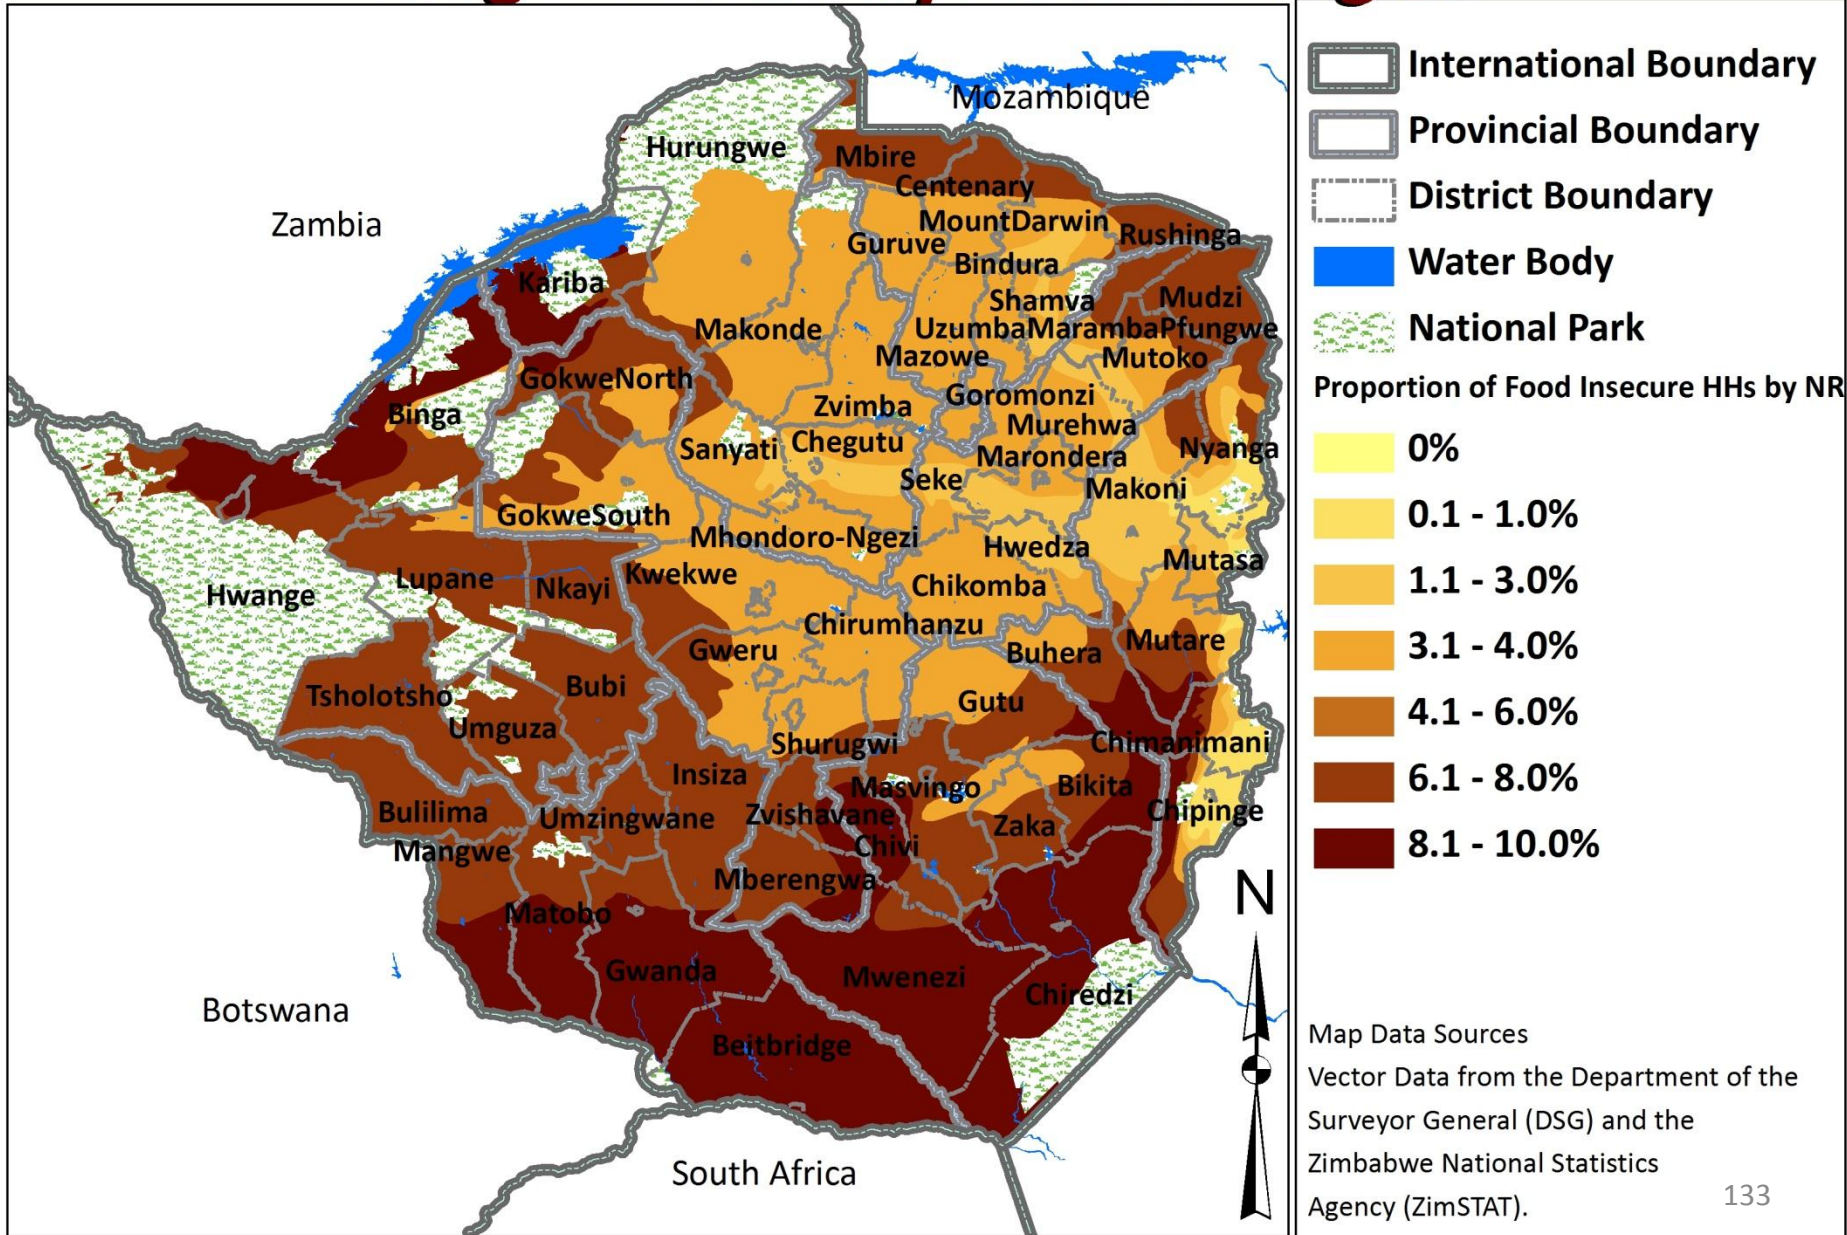 Mozambique
Hurungwe
Mbire
Centenary
Zambia
MountDarwin
Guruve
Rushinga
Bindura
Kariba
Shamva
Mudzi
Makonde
UzumbaMarambaPfungwe
Mazowe
Mutoko
GokweNorth
Goromonzi
Binga
Zvimba
Murehwa
Sanyati
Chegutu
Marondera
Nyanga
Seke
Makoni
GokweSouth
Mhondoro-Ngezi
Hwedza
Mutasa
Hwange
Lupane
Nkayi
Kwekwe
Chikomba
Chirumhanzu
Gweru
Buhera
Mutare
Tsholotsho
Bubi
Gutu
Umguza
Shurugwi
Chimanimani
Insiza
Masvingo
Bikita
Bulilima
Umzingwane
Zvishavane
Zaka
Chipinge
Mangwe
Chivi
Mberengwa
Matobo
N
Gwanda
Mwenezi
Chiredzi
Botswana
Beitbridge
South Africa
International Boundary
Provincial Boundary
District Boundary
Water Body
National Park
Proportion of Food Insecure HHs by NR
0%
0.1 - 1.0%
1.1 - 3.0%
3.1 - 4.0%
4.1 - 6.0%
6.1 - 8.0%
8.1 - 10.0%
Map Data Sources
Vector Data from the Department of the
Surveyor General (DSG) and the
Zimbabwe National Statistics
Agency (ZimSTAT).
133